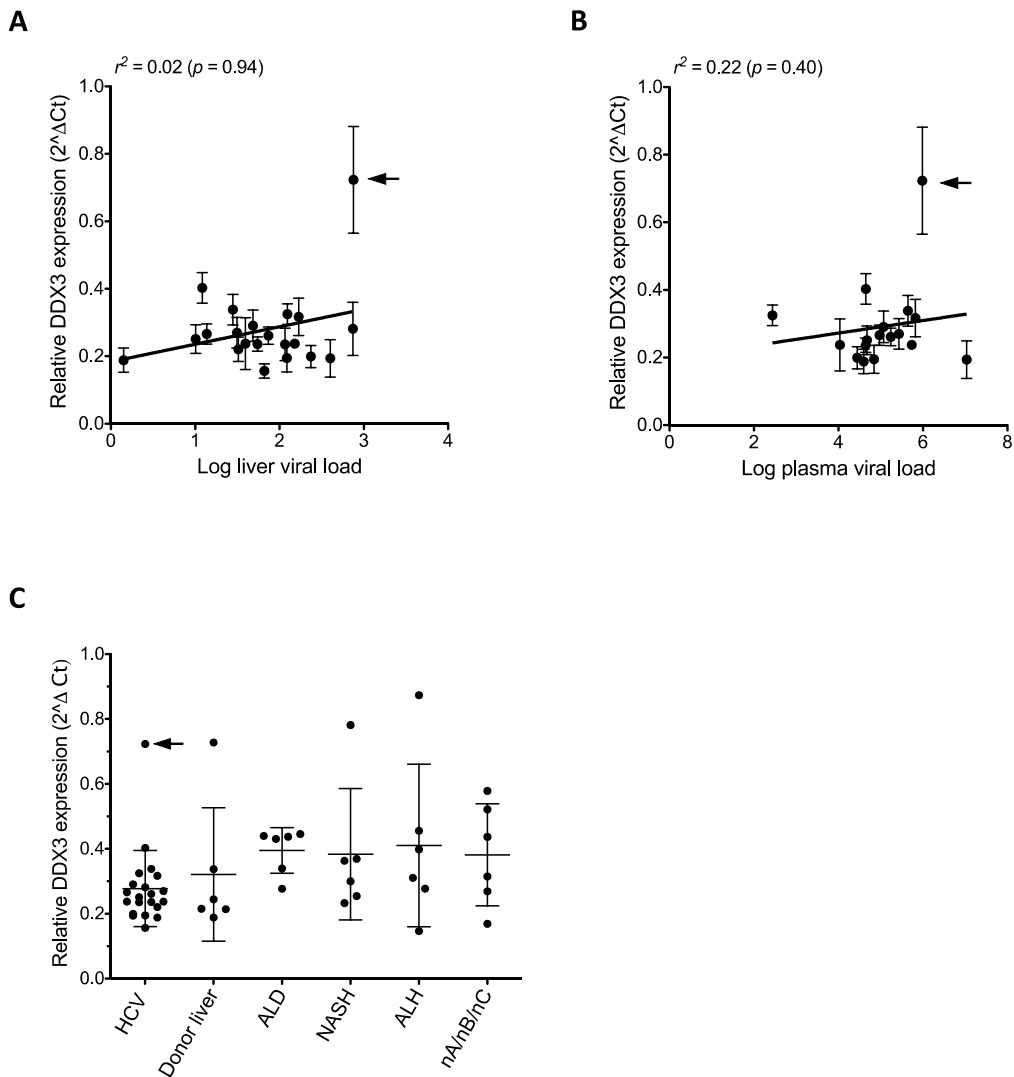 A
r² = 0.02 (p = 0.94)
Relative DDX3 expression (2^ΔCt)
1.0
0.8
0.6
0.4
0.2
0.0
0 1 2 3 4
Log liver viral load
B
r² = 0.22 (p = 0.40)
Relative DDX3 expression (2^ΔCt)
1.0
0.8
0.6
0.4
0.2
0.0
0 2 4 6 8
Log plasma viral load
C
Relative DDX3 expression (2^Δ Ct)
1.0
0.8
0.6
0.4
0.2
0.0
HCV
Donor liver
ALD
NASH
ALH
nA/nB/nC